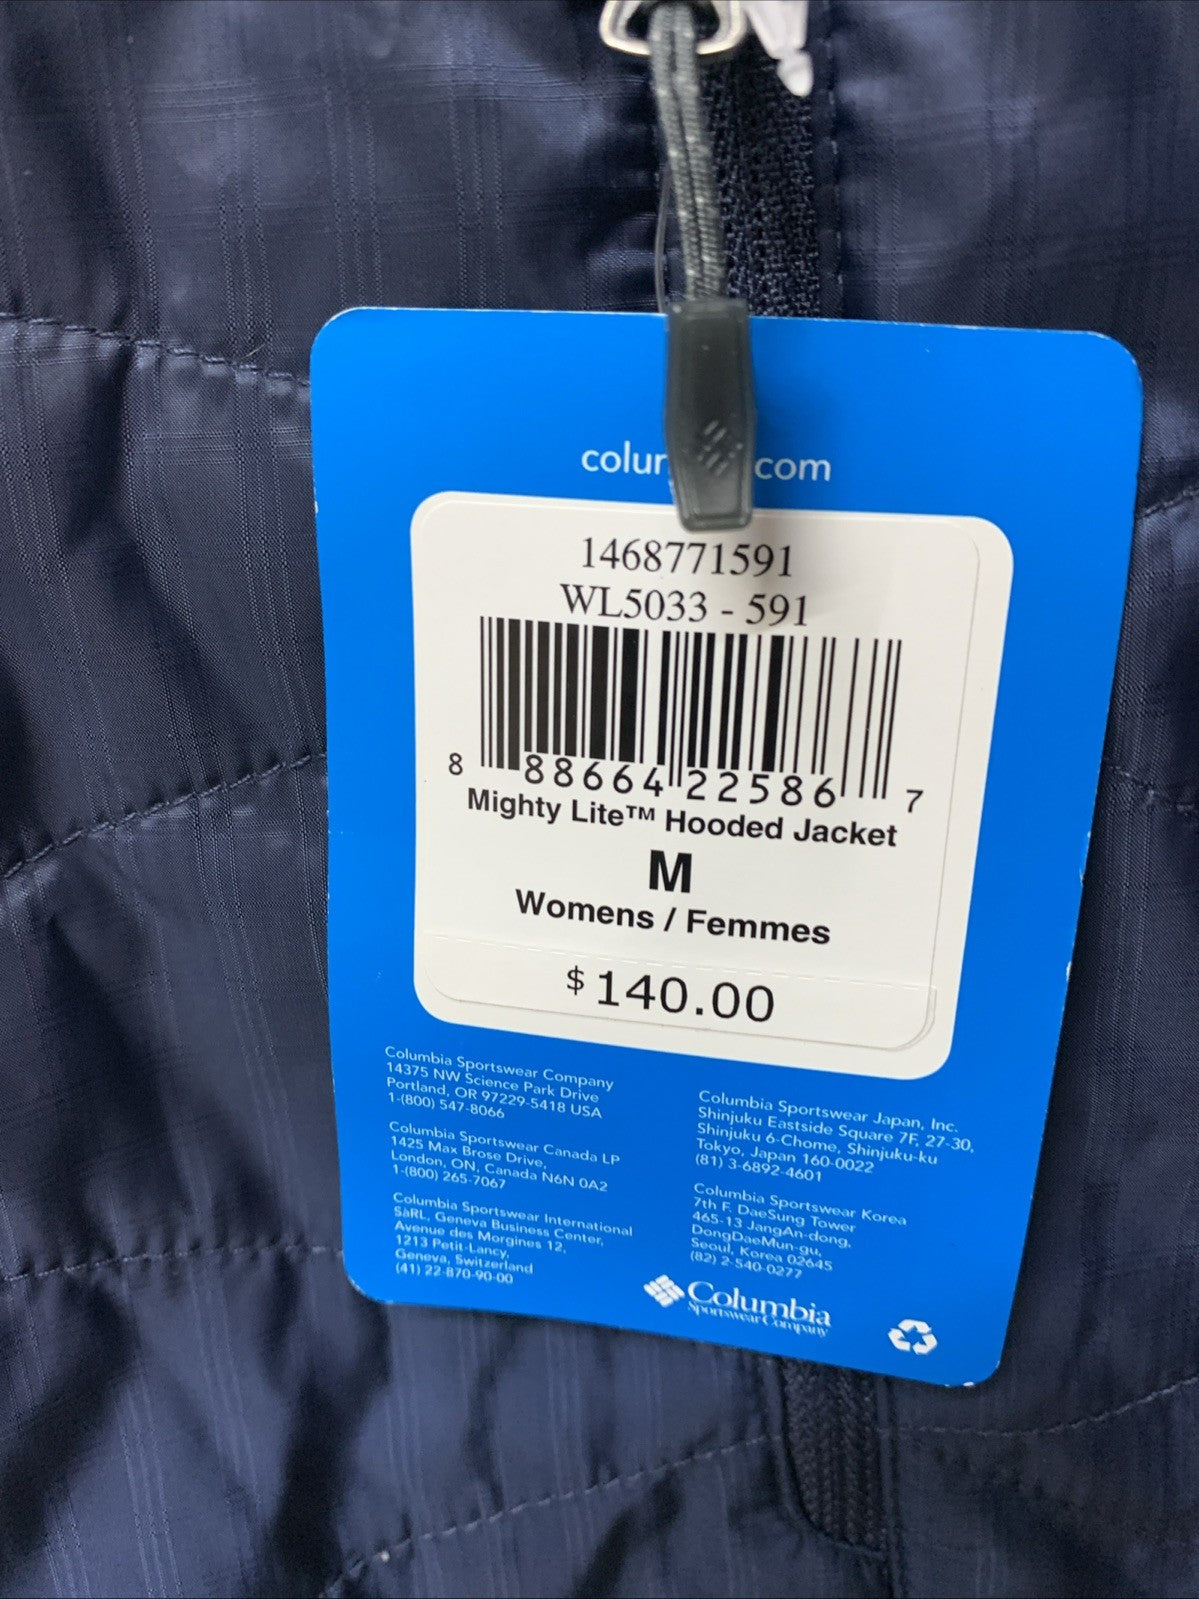 colu com
1468771591
WL5033 - 591
8 88664 22586 7
Mighty Lite™ Hooded Jacket
M
Womens / Femmes
$ 140.00
Columbia Sportswear Company
14375 NW Science Park Drive
Portland, OR 97229-5418 USA
1-(800) 547-8066
Columbia Sportswear Canada LP
1425 Max Brose Drive,
London, ON, Canada N6N 0A2
1-(800) 265-7067
Columbia Sportswear International
SàRL, Geneva Business Center,
Avenue des Morgines 12,
1213 Petit-Lancy,
Geneva, Switzerland
(41) 22-870-90-00
Columbia Sportswear Japan, Inc.
Shinjuku Eastside Square 7F, 27-30,
Shinjuku 6-Chome, Shinjuku-ku
Tokyo, Japan 160-0022
(81) 3-6892-4601
Columbia Sportswear Korea
7th F. DaeSung Tower
465-13 JangAn-dong,
DongDaeMun-gu,
Seoul, Korea 02645
(82) 2-540-0277
Columbia
Sportswear Company